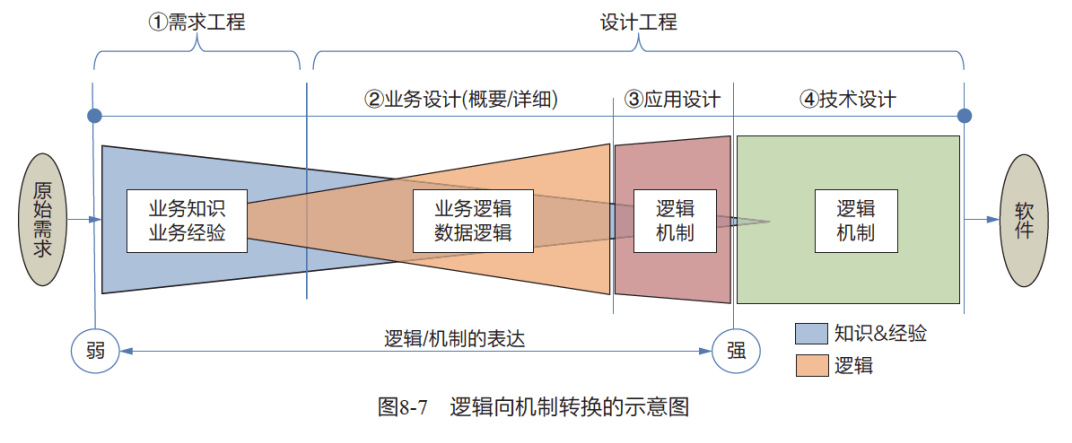 ①需求工程
设计工程
②业务设计(概要/详细)
③应用设计
④技术设计
原始需求
业务知识
业务经验
业务逻辑
数据逻辑
逻辑
机制
逻辑
机制
软件
弱
逻辑/机制的表达
强
知识&经验
逻辑
图8-7 逻辑向机制转换的示意图